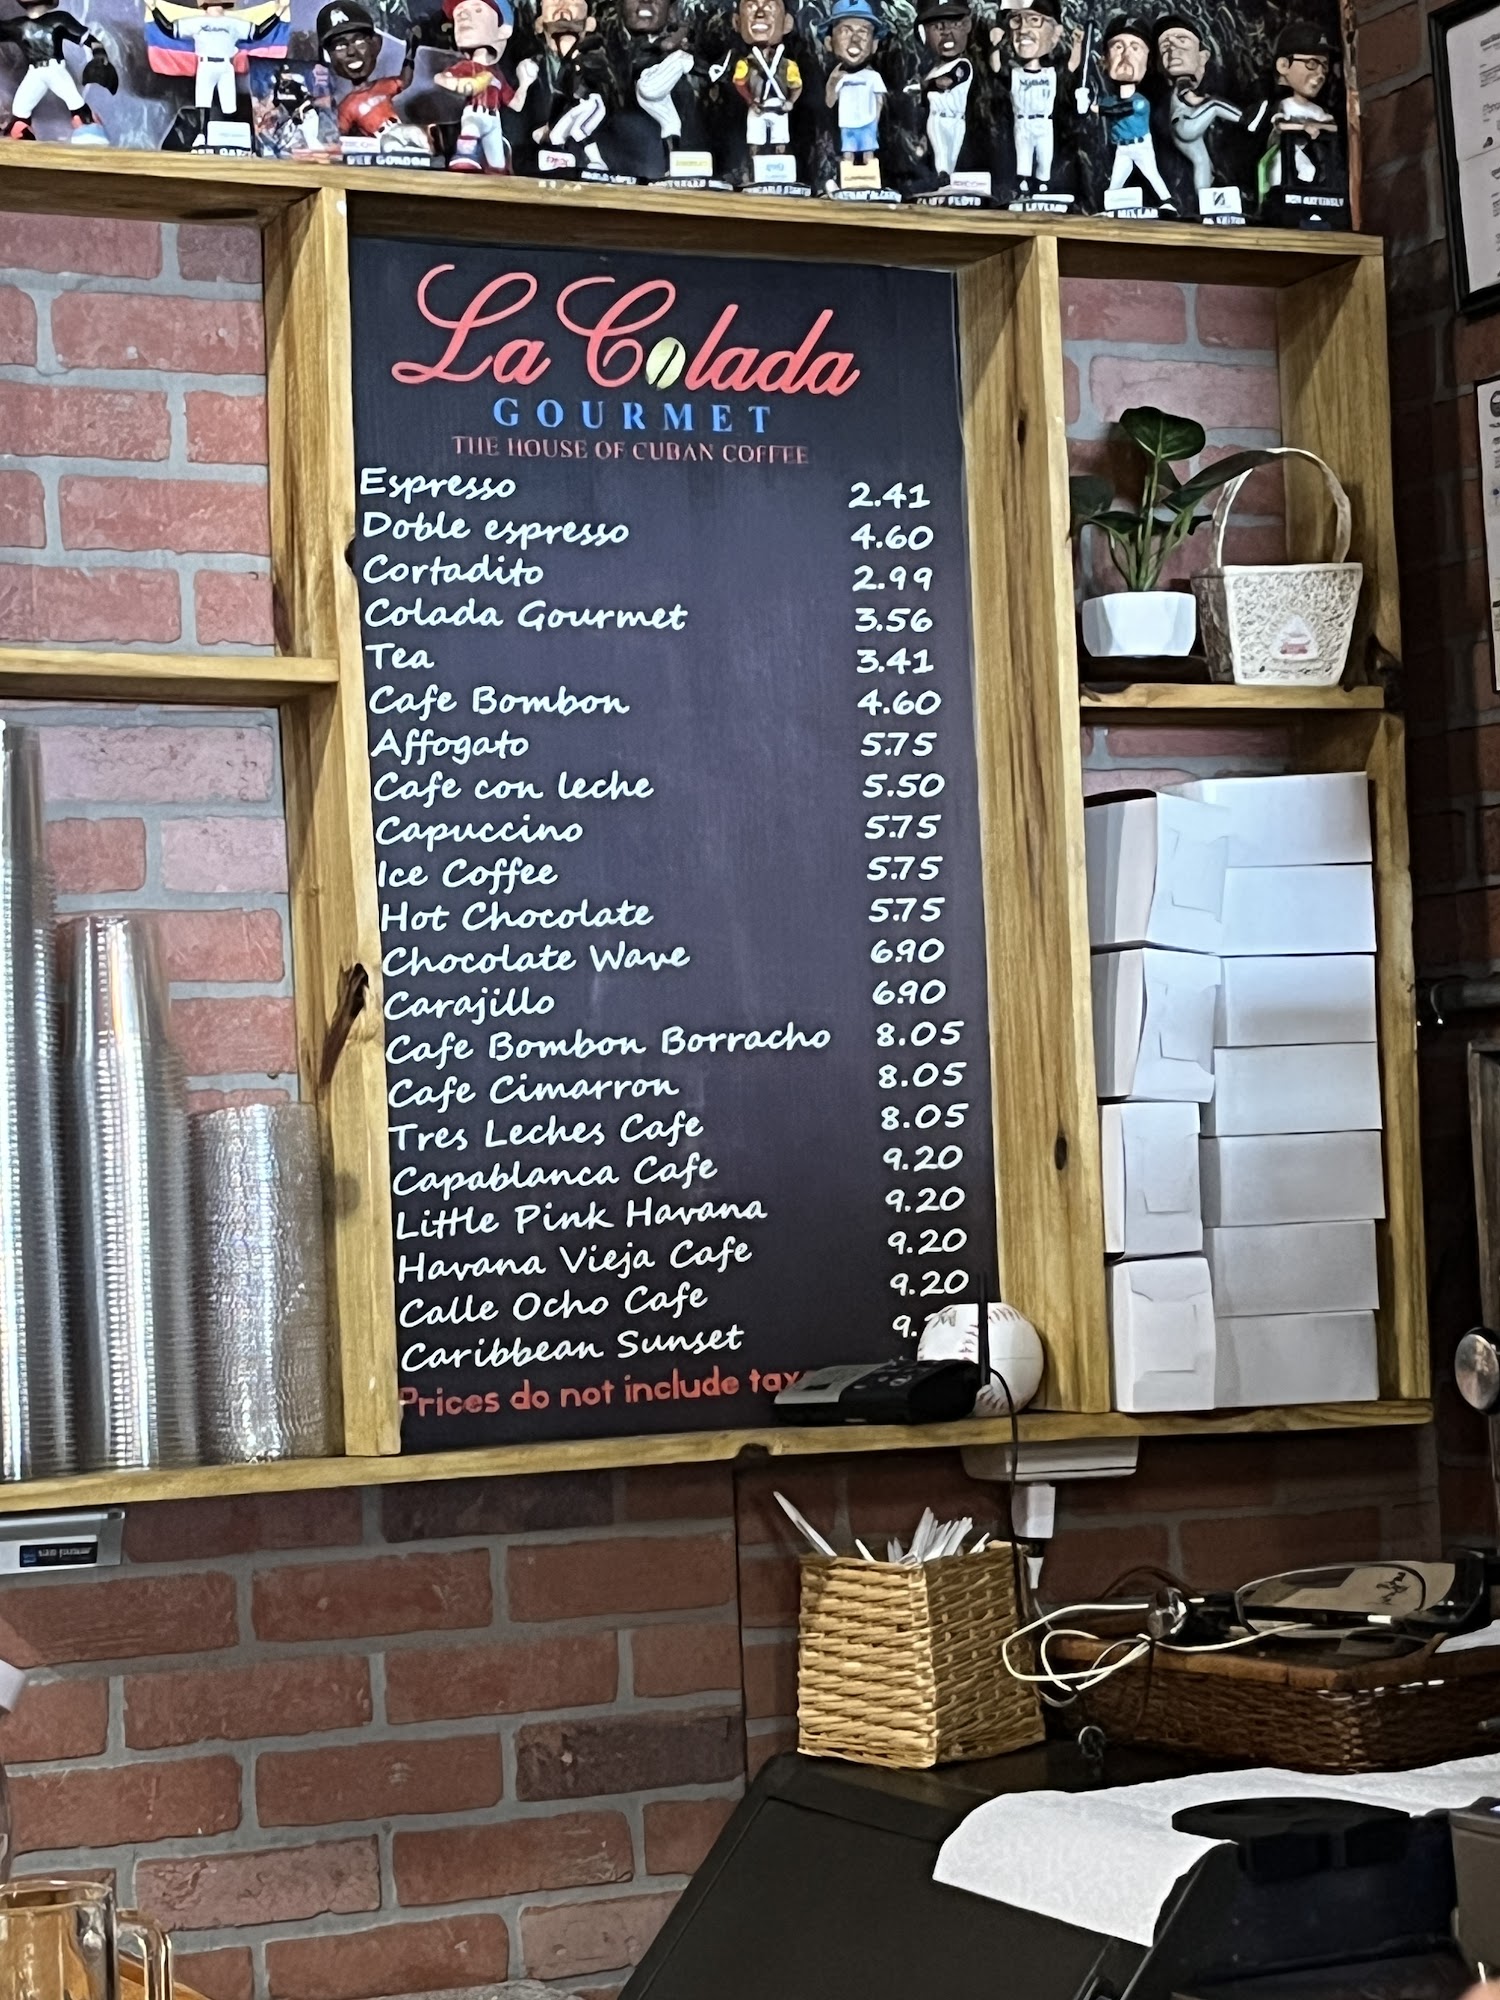 DEE GORDON
CLIFF FLOYD
La Colada
GOURMET
THE HOUSE OF CUBAN COFFEE
Espresso 2.41
Doble espresso 4.60
Cortadito 2.99
Colada Gourmet 3.56
Tea 3.41
Cafe Bombon 4.60
Affogato 5.75
Cafe con leche 5.50
Capuccino 5.75
Ice Coffee 5.75
Hot Chocolate 5.75
Chocolate Wave 6.90
Carajillo 6.90
Cafe Bombon Borracho 8.05
Cafe Cimarron 8.05
Tres Leches Cafe 8.05
Capablanca Cafe 9.20
Little Pink Havana 9.20
Havana Vieja Cafe 9.20
Calle Ocho Cafe 9.20
Caribbean Sunset 9.
Prices do not include tax